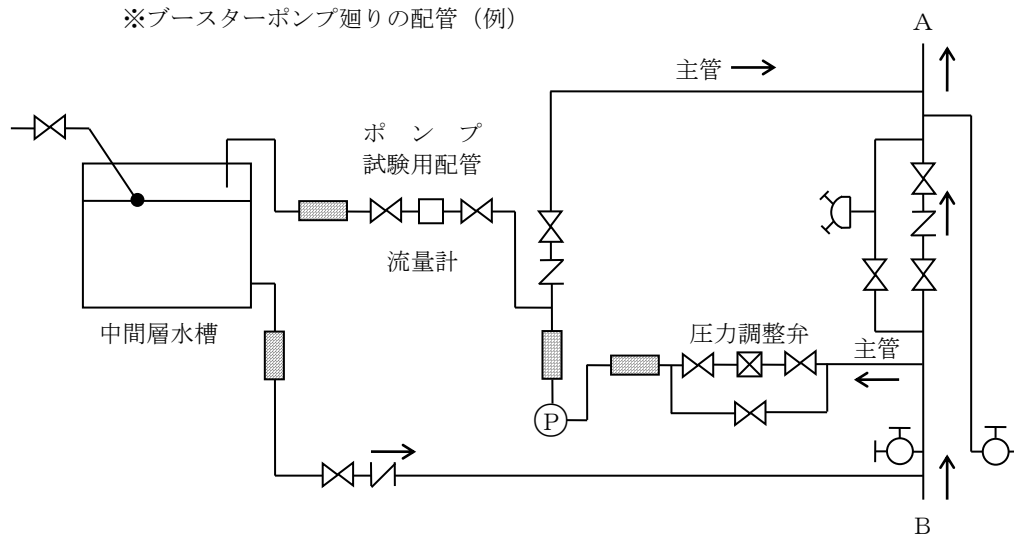 ※ブースターポンプ廻りの配管（例）
A
主管
ポンプ
試験用配管
流量計
中間層水槽
圧力調整弁
主管
P
B